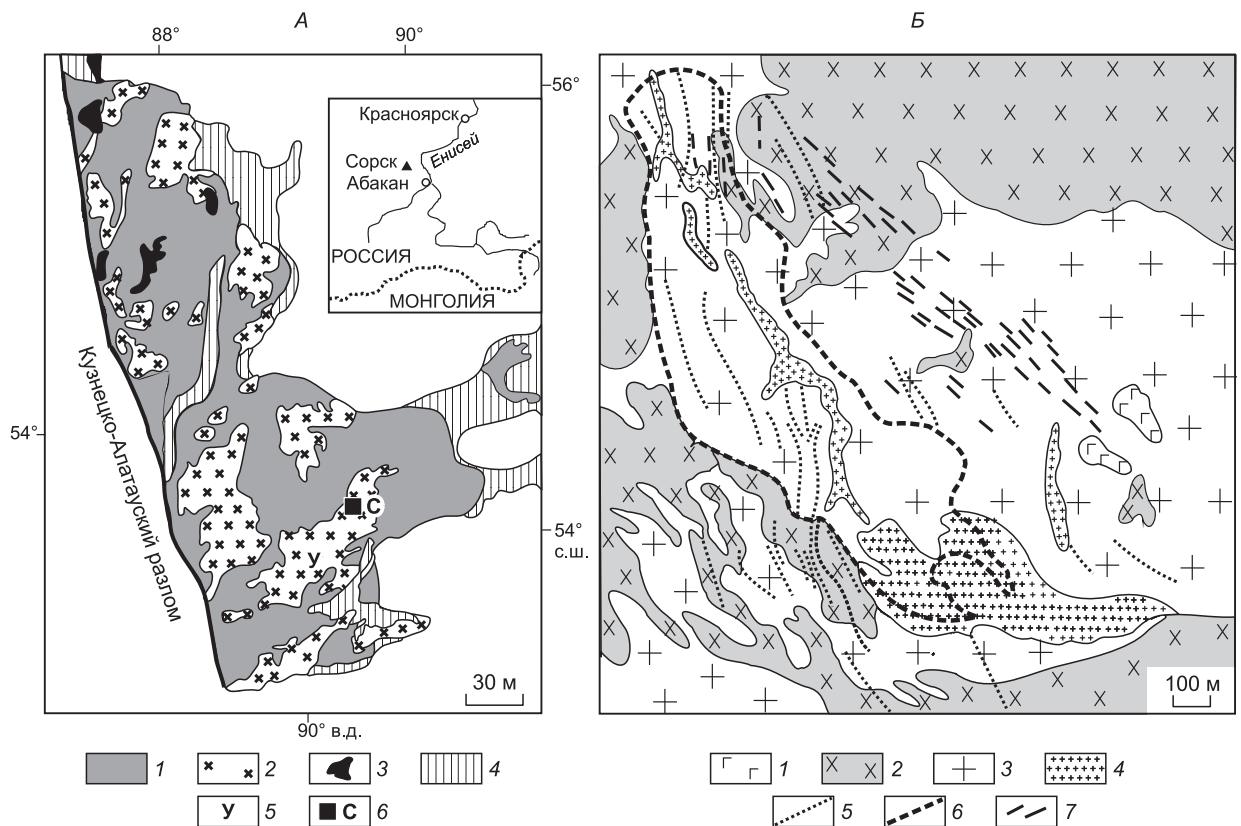 А
Б
88°
90°
56°
Красноярск
Енисей
Сорск
Абакан
РОССИЯ
МОНГОЛИЯ
Кузнецко-Алатауский разлом
54°
С
У
54°
с.ш.
30 м
100 м
90° в.д.
1
2
3
4
У 5
С 6
1
2
3
4
5
6
7